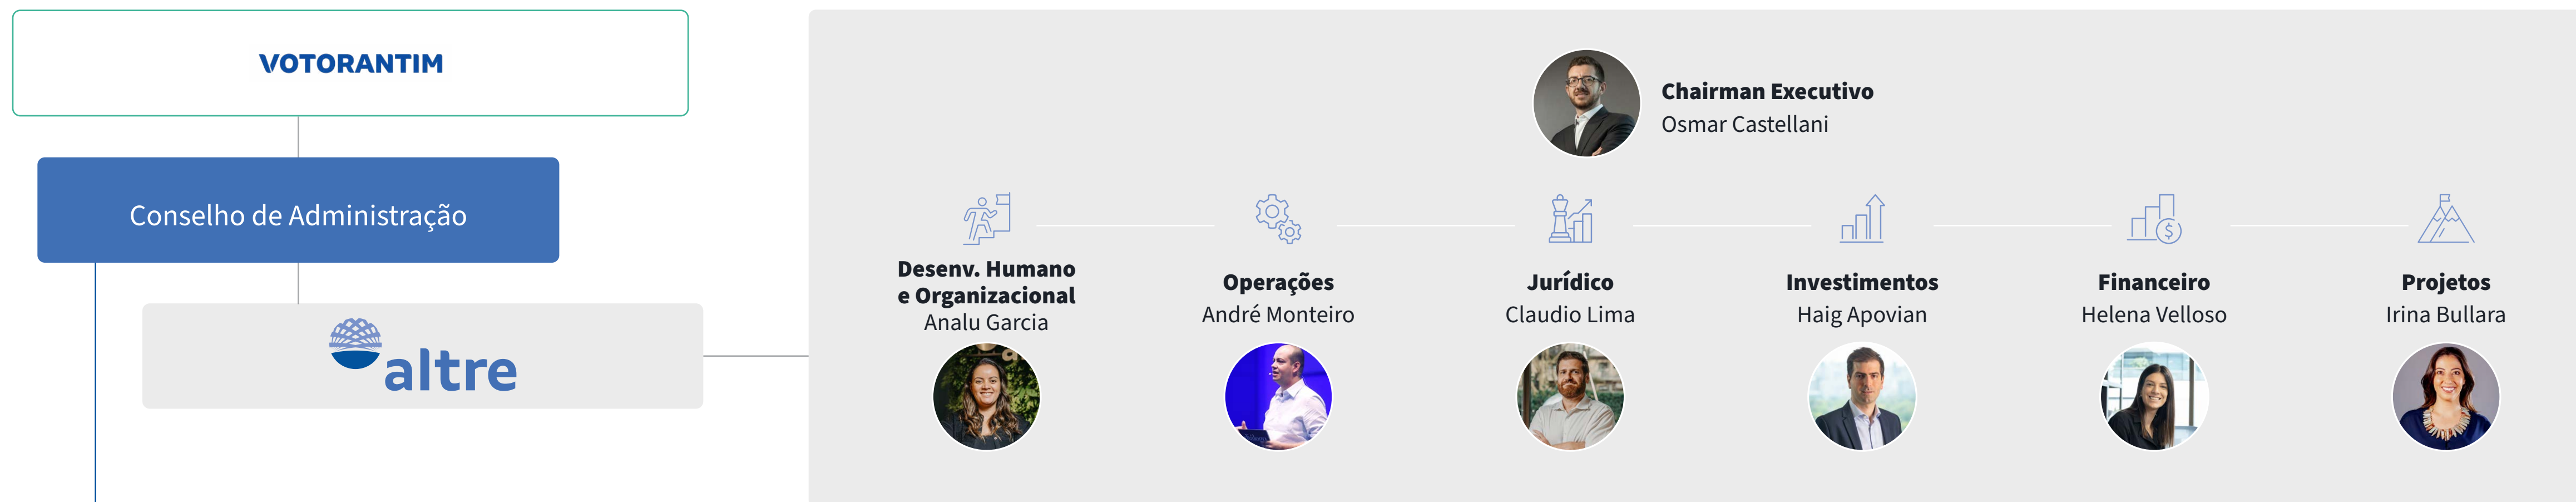 VOTORANTIM
Conselho de Administração
altre
Chairman Executivo
Osmar Castellani
Desenv. Humano
e Organizacional
Analu Garcia
Operações
André Monteiro
Jurídico
Claudio Lima
Investimentos
Haig Apovian
Financeiro
Helena Velloso
Projetos
Irina Bullara